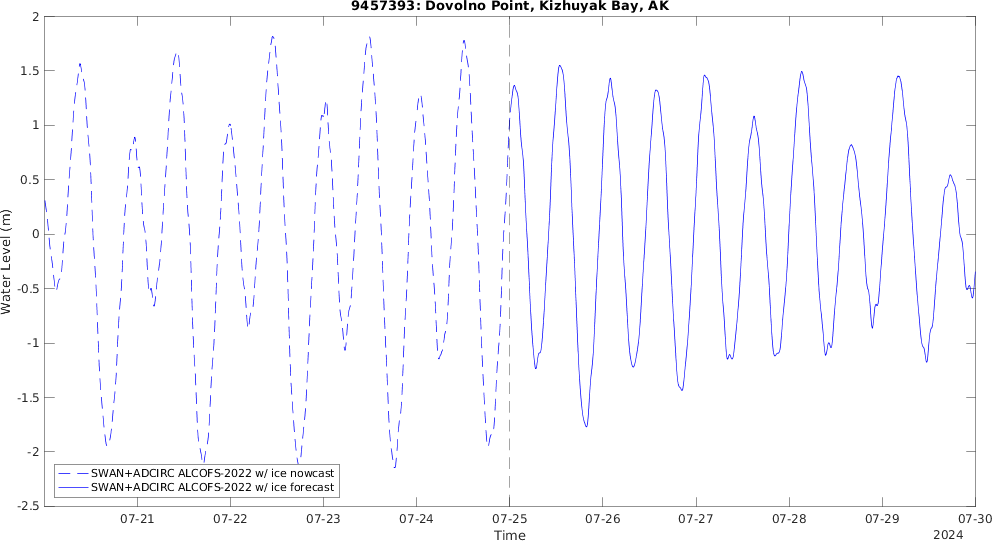 9457393: Dovolno Point, Kizhuyak Bay, AK
2
1.5
1
0.5
0
-0.5
-1
-1.5
-2
-2.5
Water Level (m)
SWAN+ADCIRC ALCOFS-2022 w/ ice nowcast
SWAN+ADCIRC ALCOFS-2022 w/ ice forecast
07-21 07-22 07-23 07-24 07-25 07-26 07-27 07-28 07-29 07-30
Time
2024